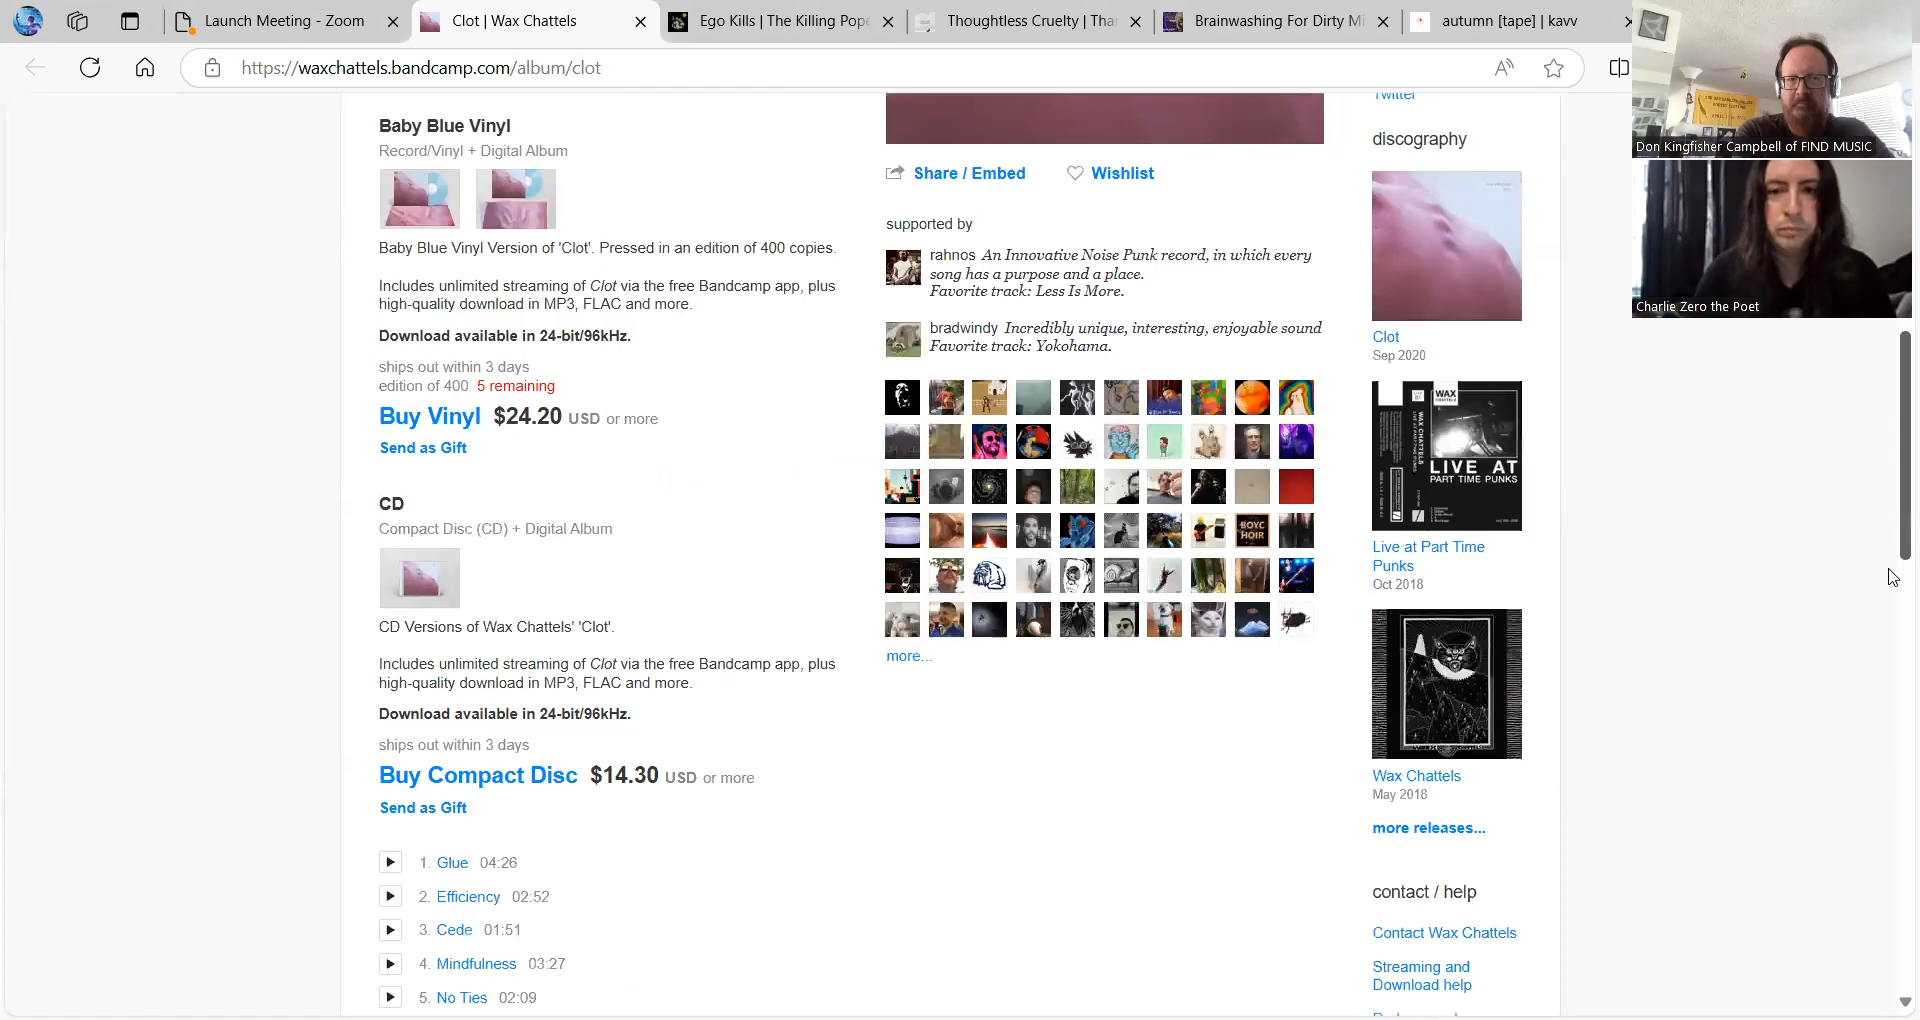 Launch Meeting - Zoom
Clot | Wax Chattels
Ego Kills | The Killing Pope
Thoughtless Cruelty | Tha
Brainwashing For Dirty Mi
autumn [tape] | kavv
https://waxchattels.bandcamp.com/album/clot
Baby Blue Vinyl
Record/Vinyl + Digital Album
Baby Blue Vinyl Version of 'Clot'. Pressed in an edition of 400 copies.
Includes unlimited streaming of Clot via the free Bandcamp app, plus
high-quality download in MP3, FLAC and more.
Download available in 24-bit/96kHz.
ships out within 3 days
edition of 400 5 remaining
Buy Vinyl $24.20 USD or more
Send as Gift
CD
Compact Disc (CD) + Digital Album
CD Versions of Wax Chattels' 'Clot'.
Includes unlimited streaming of Clot via the free Bandcamp app, plus
high-quality download in MP3, FLAC and more.
Download available in 24-bit/96kHz.
ships out within 3 days
Buy Compact Disc $14.30 USD or more
Send as Gift
1. Glue 04:26
2. Efficiency 02:52
3. Cede 01:51
4. Mindfulness 03:27
5. No Ties 02:09
Share / Embed
Wishlist
supported by
rahnos An Innovative Noise Punk record, in which every
song has a purpose and a place.
Favorite track: Less Is More.
bradwindy Incredibly unique, interesting, enjoyable sound
Favorite track: Yokohama.
BOYC
HOIR
more...
Twitter
discography
Clot
Sep 2020
WAX
CHATTELS
LIVE AT
PART TIME PUNKS
Live at Part Time
Punks
Oct 2018
Wax Chattels
May 2018
more releases...
contact / help
Contact Wax Chattels
Streaming and
Download help
Don Kingfisher Campbell of FIND MUSIC
Charlie Zero the Poet